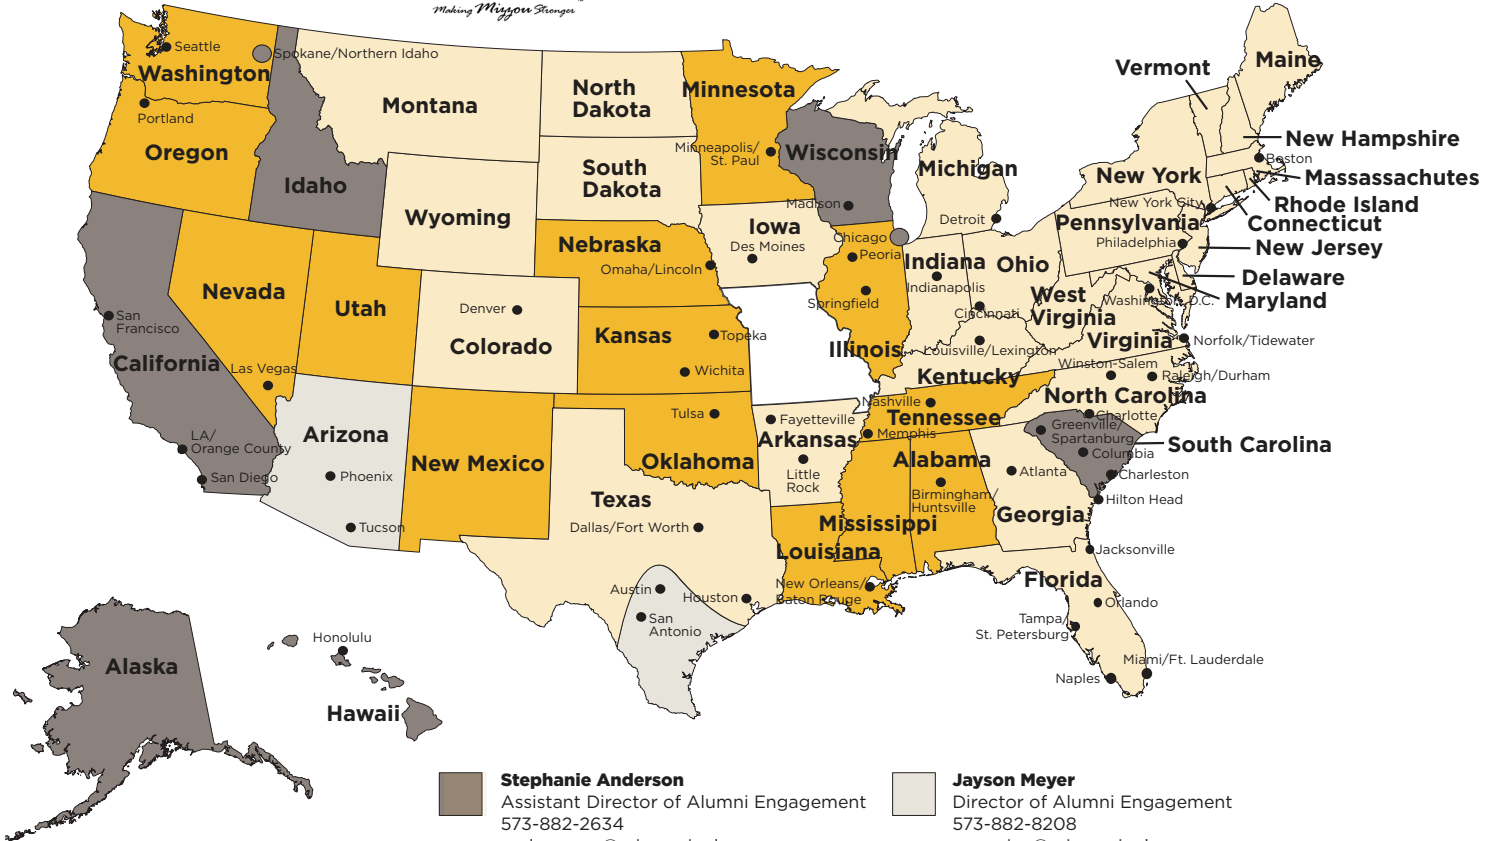 Making Mizzou Stronger
Seattle
Spokane/Northern Idaho
Washington
Portland
Oregon
Idaho
Montana
North
Dakota
Minnesota
Minneapolis/
St. Paul
Wisconsin
Madison
South
Dakota
Wyoming
Michigan
Detroit
Vermont
Maine
New Hampshire
Boston
Massassachutes
New York
New York City
Rhode Island
Connecticut
Pennsylvania
Philadelphia
New Jersey
Delaware
Maryland
Washington, D.C.
Iowa
Des Moines
Nebraska
Omaha/Lincoln
Chicago
Peoria
Springfield
Illinois
Indiana
Indianapolis
Ohio
Cincinnati
West
Virginia
Virginia
Norfolk/Tidewater
Louisville/Lexington
Kentucky
Winston-Salem
Raleigh/Durham
North Carolina
Charlotte
Nevada
Utah
Denver
Colorado
Kansas
Topeka
Wichita
San
Francisco
California
Las Vegas
LA/
Orange County
San Diego
Arizona
Phoenix
Tucson
New Mexico
Tulsa
Oklahoma
Fayetteville
Arkansas
Little
Rock
Nashville
Tennessee
Memphis
Greenville/
Spartanburg
Columbia
South Carolina
Charleston
Hilton Head
Alabama
Birmingham/
Huntsville
Atlanta
Georgia
Mississippi
Louisiana
New Orleans/
Baton Rouge
Texas
Dallas/Fort Worth
Austin
Houston
San
Antonio
Jacksonville
Florida
Orlando
Tampa/
St. Petersburg
Miami/Ft. Lauderdale
Naples
Alaska
Honolulu
Hawaii
Stephanie Anderson
Assistant Director of Alumni Engagement
573-882-2634
Jayson Meyer
Director of Alumni Engagement
573-882-8208